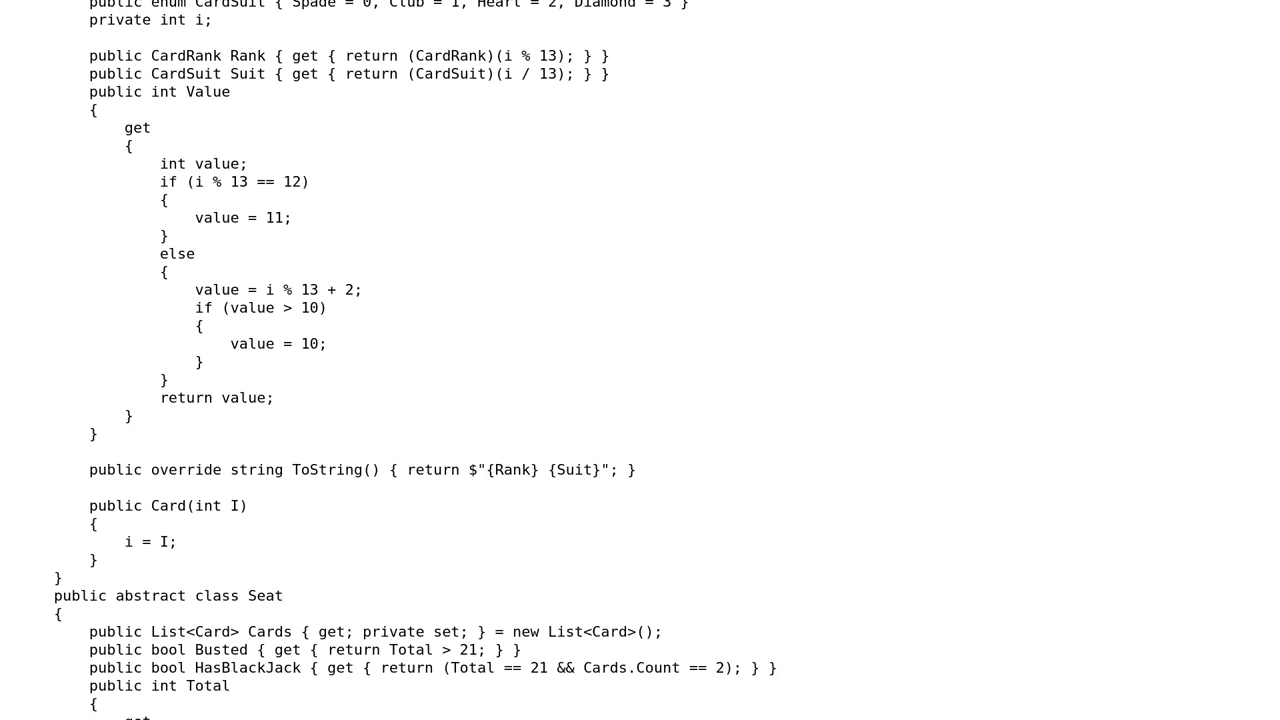 public enum CardSuit { Spade = 0, Club = 1, Heart = 2, Diamond = 3 }
private int i;
public CardRank Rank { get { return (CardRank)(i % 13); } }
public CardSuit Suit { get { return (CardSuit)(i / 13); } }
public int Value
{
get
{
int value;
if (i % 13 == 12)
{
value = 11;
}
else
{
value = i % 13 + 2;
if (value > 10)
{
value = 10;
}
}
return value;
}
}
public override string ToString() { return $"{Rank} {Suit}"; }
public Card(int I)
{
i = I;
}
}
public abstract class Seat
{
public List<Card> Cards { get; private set; } = new List<Card>();
public bool Busted { get { return Total > 21; } }
public bool HasBlackJack { get { return (Total == 21 && Cards.Count == 2); } }
public int Total
{
get